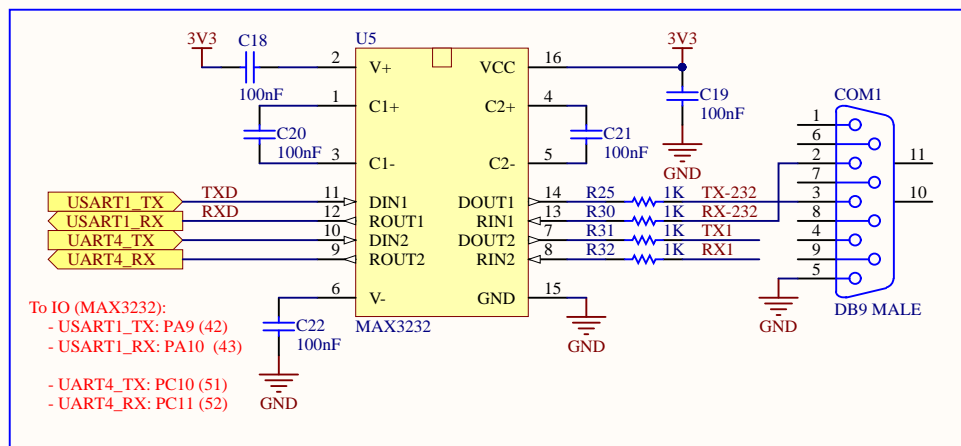 3V3 C18 U5 3V3
2 V+ VCC 16
100nF
1 C1+ C2+ 4 C19 COM1
100nF 1
C20 C21 6
100nF 100nF 2 11
3 C1- C2- 5 GND 7
USART1_TX TXD 11 DIN1 DOUT1 14 R25 1K TX-232 3 10
USART1_RX RXD 12 ROUT1 RIN1 13 R30 1K RX-232 8
UART4_TX 10 DIN2 DOUT2 7 R31 1K TX1 4
UART4_RX 9 ROUT2 RIN2 8 R32 1K RX1 9
5
6 V- GND 15
To IO (MAX3232): DB9 MALE
- USART1_TX: PA9 (42) C22 MAX3232 GND GND
- USART1_RX: PA10 (43) 100nF
- UART4_TX: PC10 (51)
- UART4_RX: PC11 (52) GND